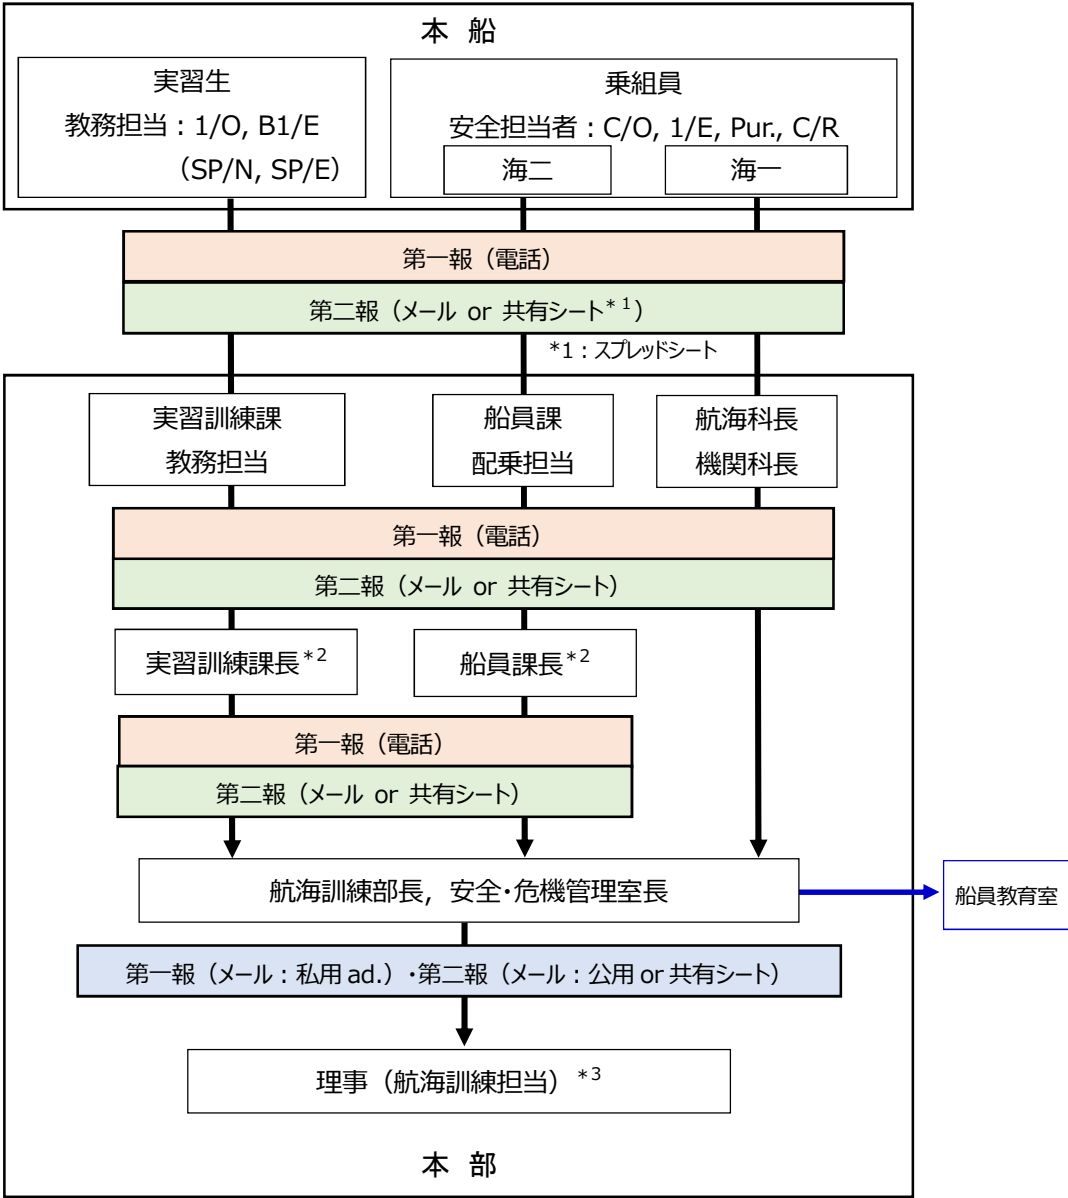 本 船
実習生
教務担当：1/O, B1/E
（SP/N, SP/E）
乗組員
安全担当者：C/O, 1/E, Pur., C/R
海二
海一
第一報（電話）
第二報（メール or 共有シート*1）
*1：スプレッドシート
実習訓練課
教務担当
船員課
配乗担当
航海科長
機関科長
第一報（電話）
第二報（メール or 共有シート）
実習訓練課長*2
船員課長*2
第一報（電話）
第二報（メール or 共有シート）
航海訓練部長，安全・危機管理室長
船員教育室
第一報（メール：私用 ad.）・第二報（メール：公用 or 共有シート）
理事（航海訓練担当）*3
本 部